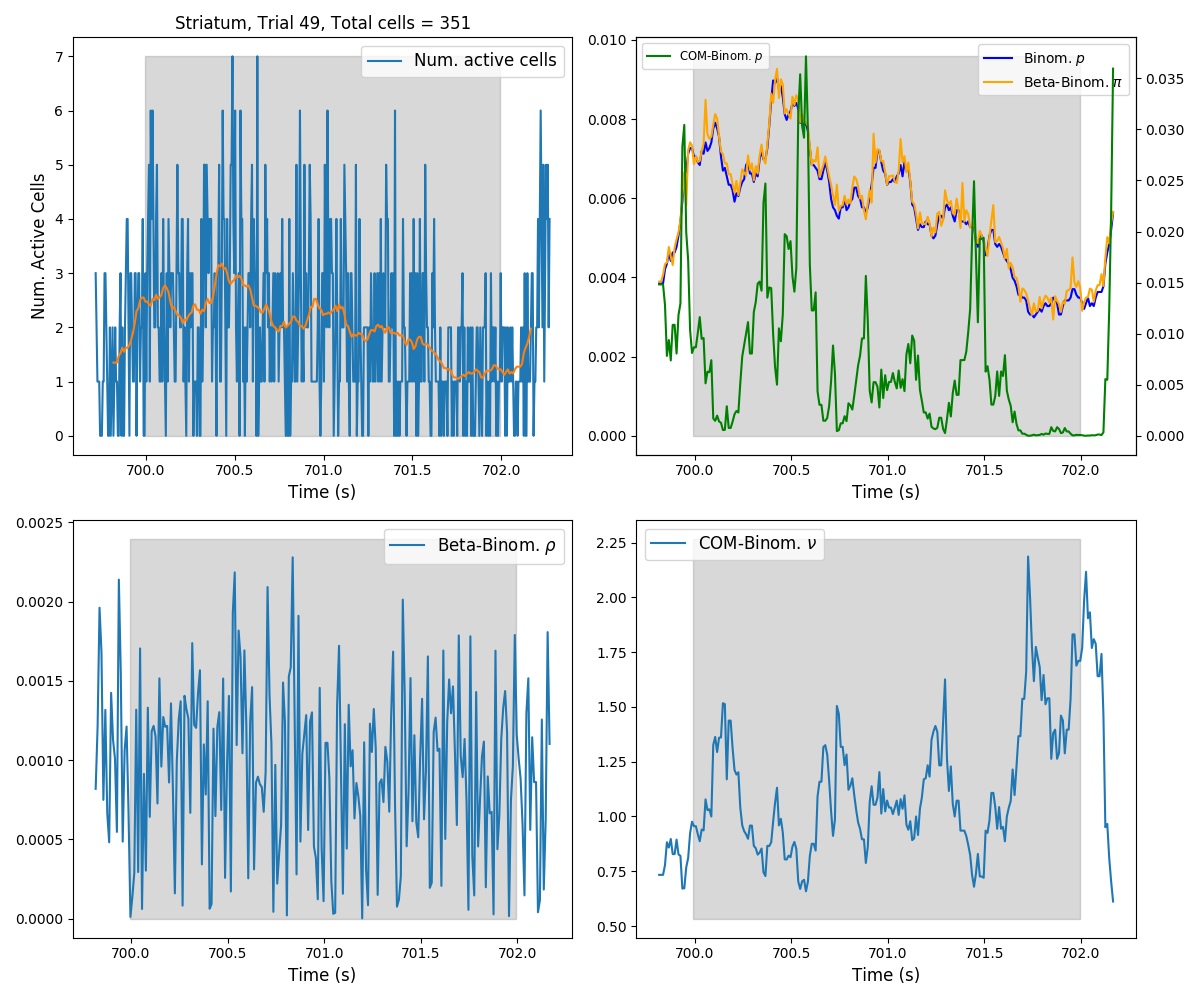 Striatum, Trial 49, Total cells = 351
Num. active cells
7
6
5
4
3
2
1
0
Num. Active Cells
700.0 700.5 701.0 701.5 702.0
Time (s)
COM-Binom. p
Binom. p
Beta-Binom. π
0.010
0.008
0.006
0.004
0.002
0.000
0.035
0.030
0.025
0.020
0.015
0.010
0.005
0.000
700.0 700.5 701.0 701.5 702.0
Time (s)
Beta-Binom. ρ
0.0025
0.0020
0.0015
0.0010
0.0005
0.0000
700.0 700.5 701.0 701.5 702.0
Time (s)
COM-Binom. ν
2.25
2.00
1.75
1.50
1.25
1.00
0.75
0.50
700.0 700.5 701.0 701.5 702.0
Time (s)